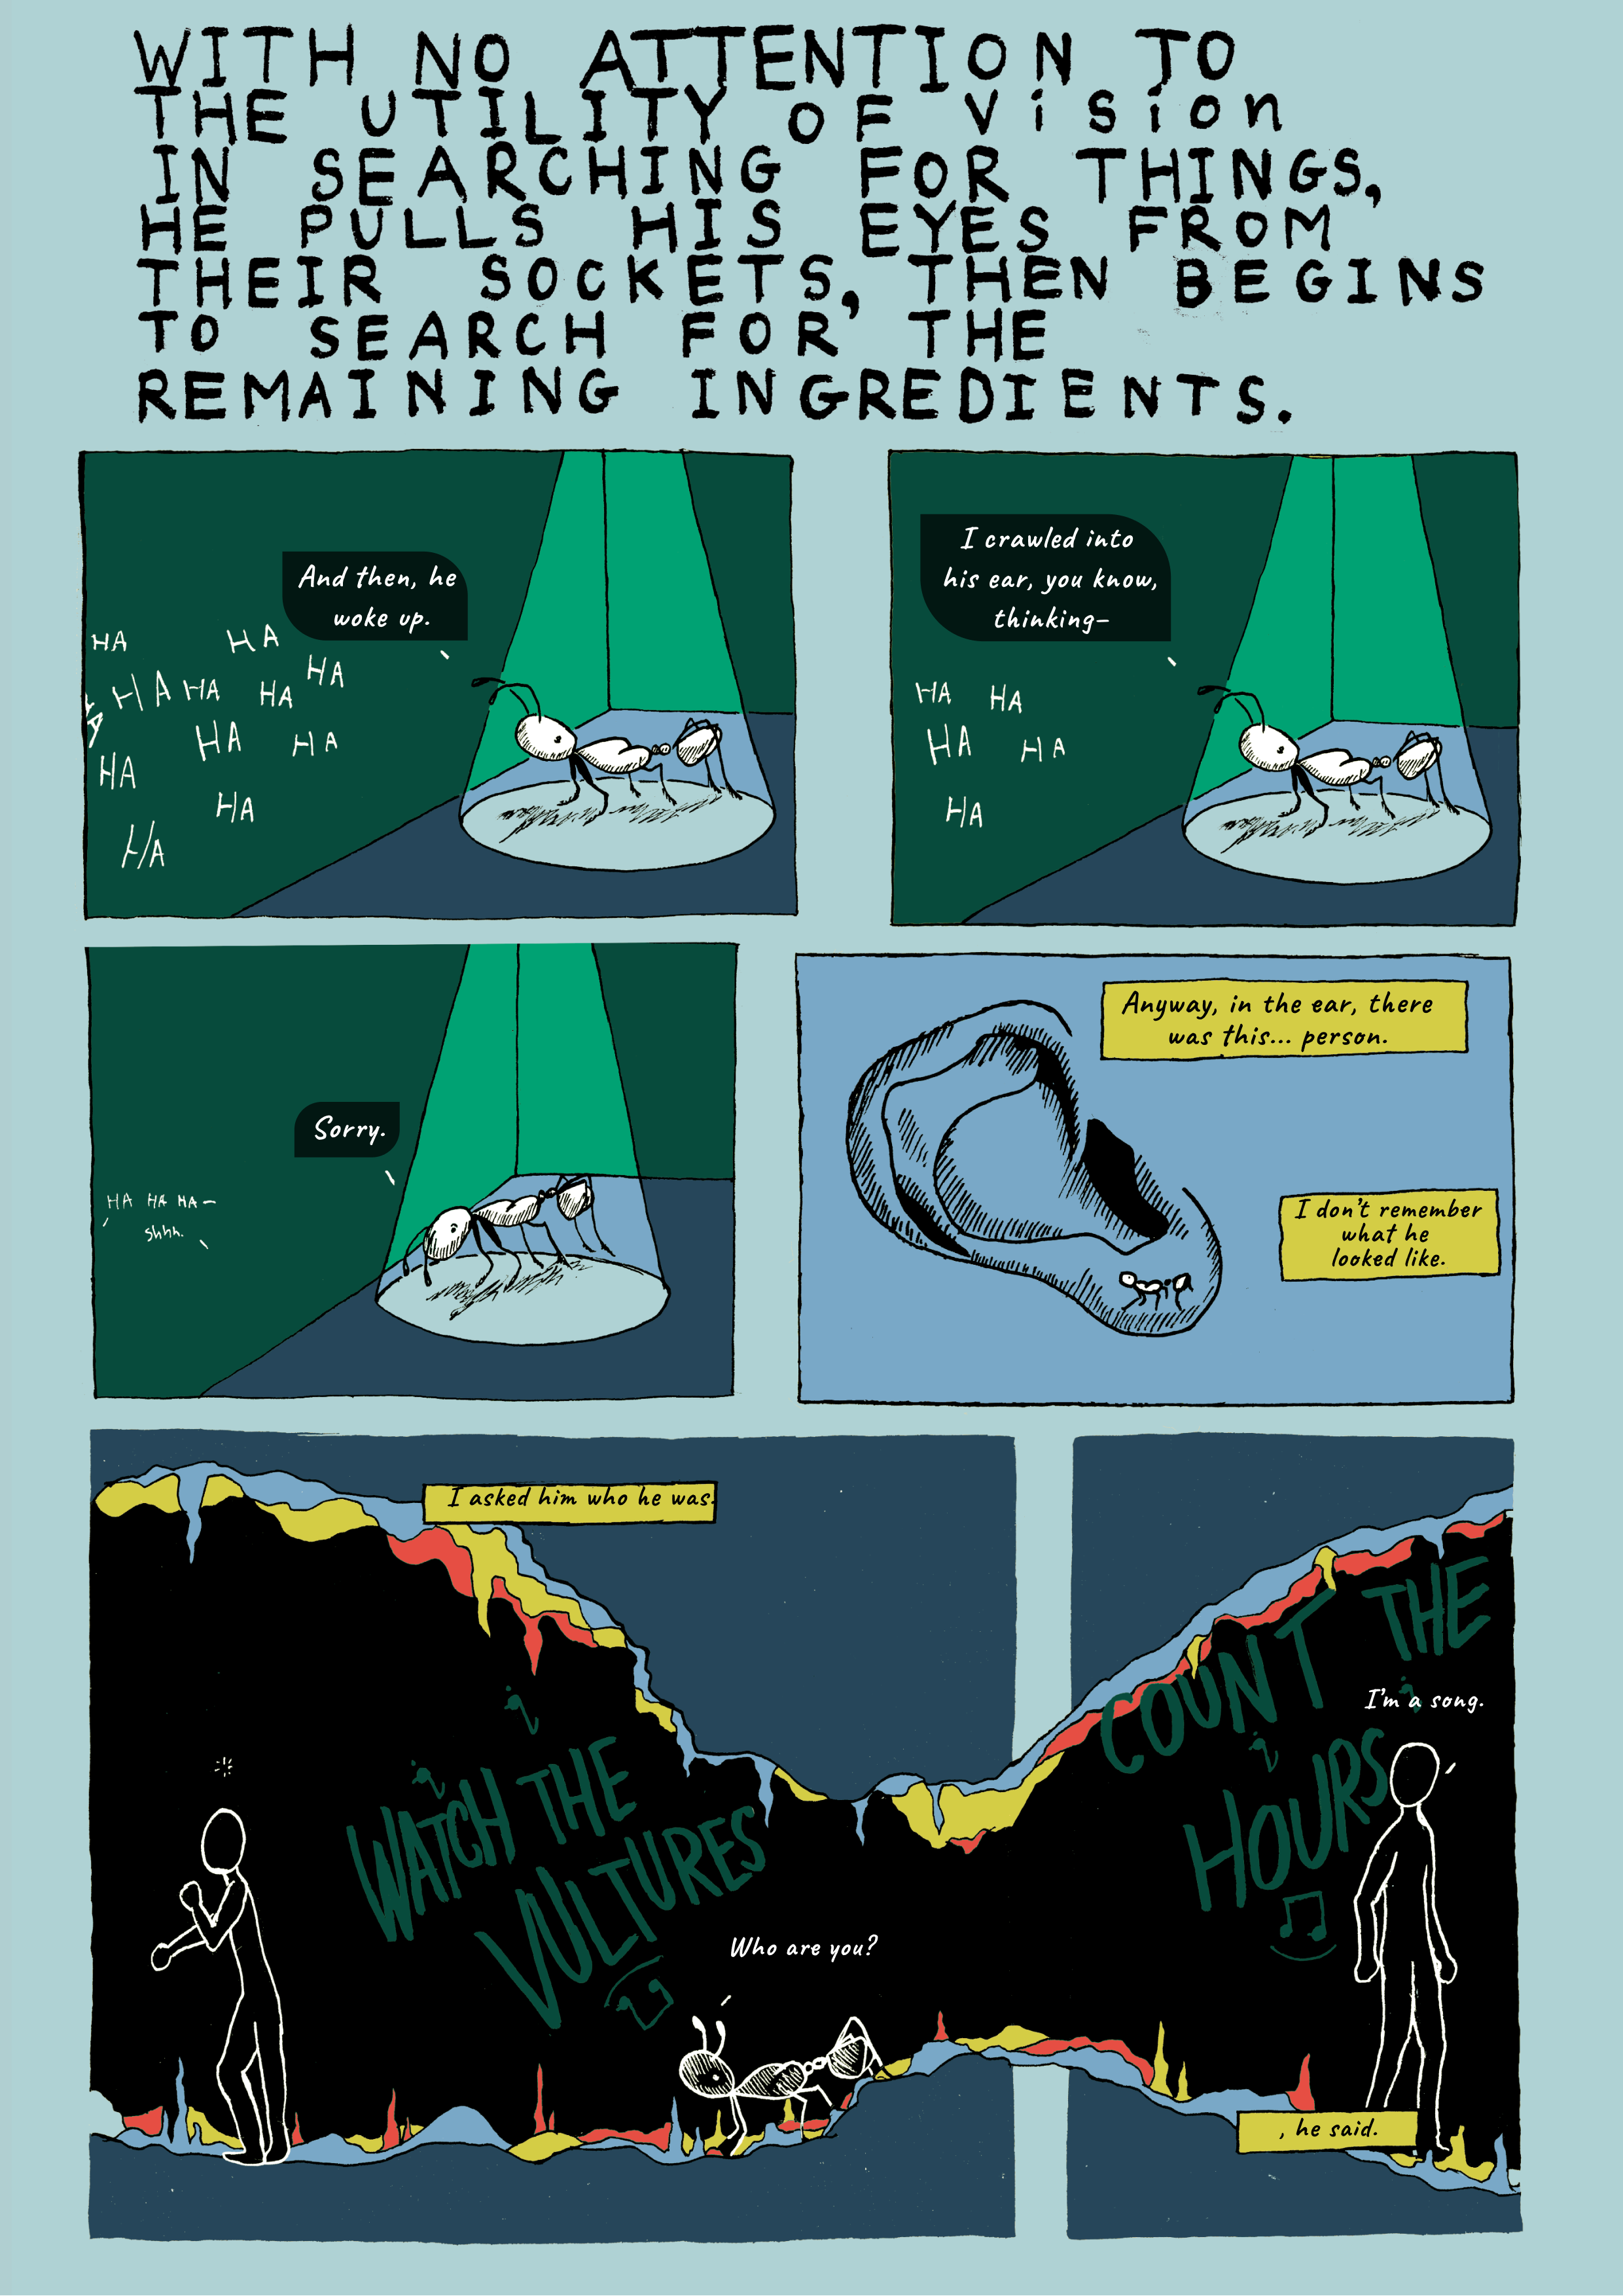 WITH NO ATTENTION TO
THE UTILITY OF Vision
IN SEARCHING FOR THINGS,
HE PULLS HIS EYES FROM
THEIR SOCKETS, THEN BEGINS
TO SEARCH FOR THE
REMAINING INGREDIENTS.
And then, he
woke up.
HA
HA
HA
HA
HA
HA
HA
HA
HA
HA
HA
HA
I crawled into
his ear, you know,
thinking–
HA
HA
HA
HA
HA
Sorry.
HA HA HA –
shhh.
Anyway, in the ear, there
was this... person.
I don't remember
what he
looked like.
I asked him who he was.
WATCH THE
VULTURES
Who are you?
COUNT THE
HOURS
I'm a song.
, he said.